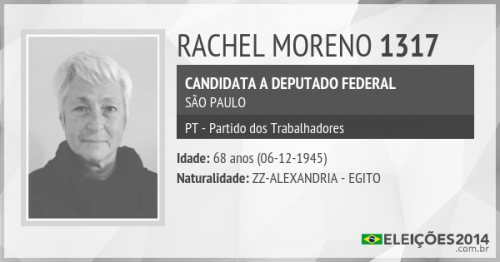 RACHEL MORENO 1317
CANDIDATA A DEPUTADO FEDERAL
SÃO PAULO
PT - Partido dos Trabalhadores
Idade: 68 anos (06-12-1945)
Naturalidade: ZZ-ALEXANDRIA - EGITO
ELEIÇÕES2014
.com.br